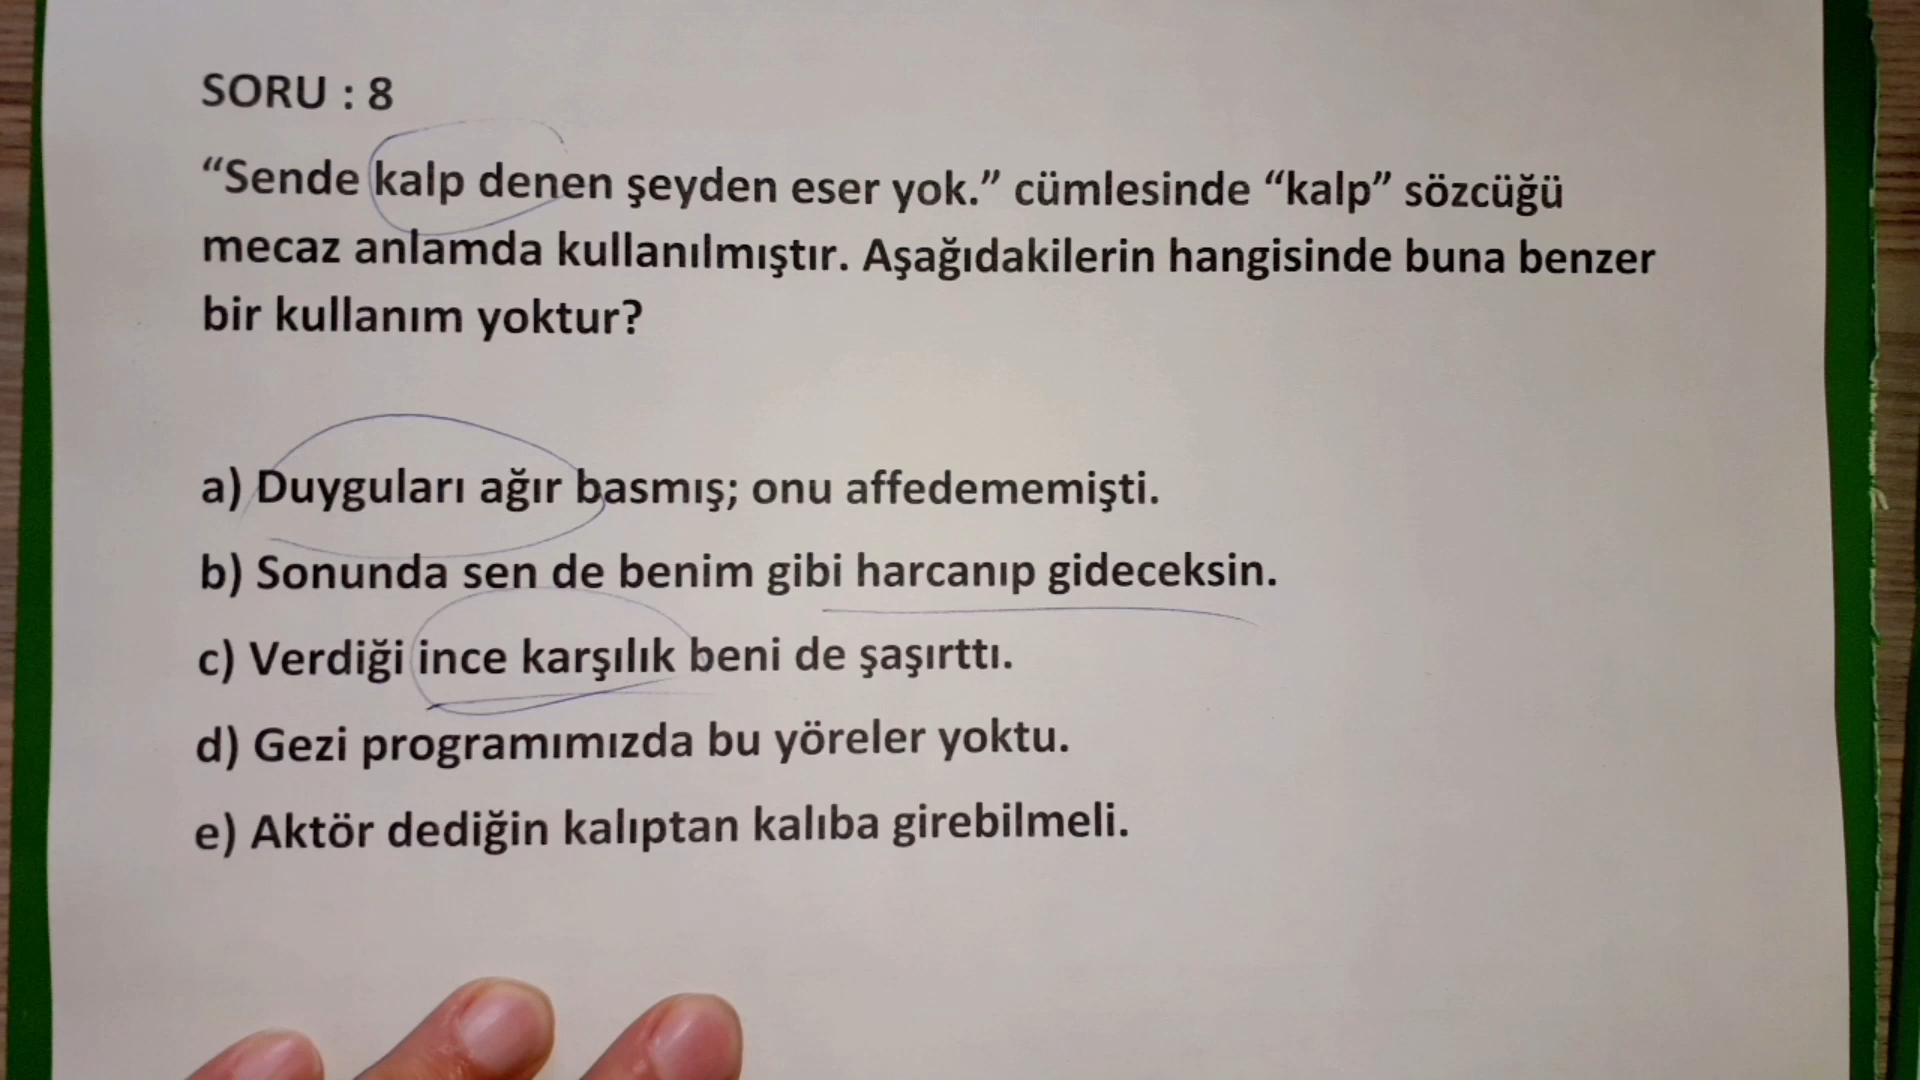 SORU : 8
“Sende kalp denen şeyden eser yok.” cümlesinde “kalp” sözcüğü
mecaz anlamda kullanılmıştır. Aşağıdakilerin hangisinde buna benzer
bir kullanım yoktur?
a) Duyguları ağır basmış; onu affedememişti.
b) Sonunda sen de benim gibi harcanıp gideceksin.
c) Verdiği ince karşılık beni de şaşırttı.
d) Gezi programımızda bu yöreler yoktu.
e) Aktör dediğin kalıptan kalıba girebilmeli.